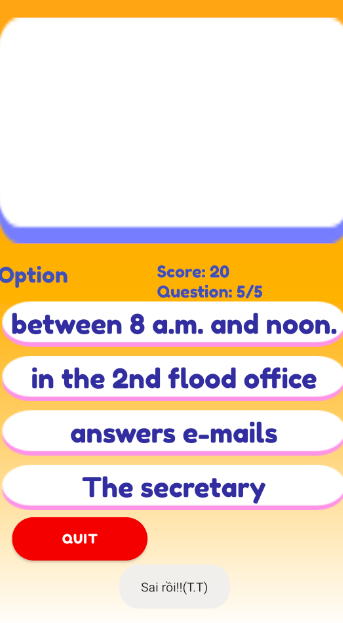 Option
Score: 20
Question: 5/5
between 8 a.m. and noon.
in the 2nd flood office
answers e-mails
The secretary
QUIT
Sai rồi!!(T.T)